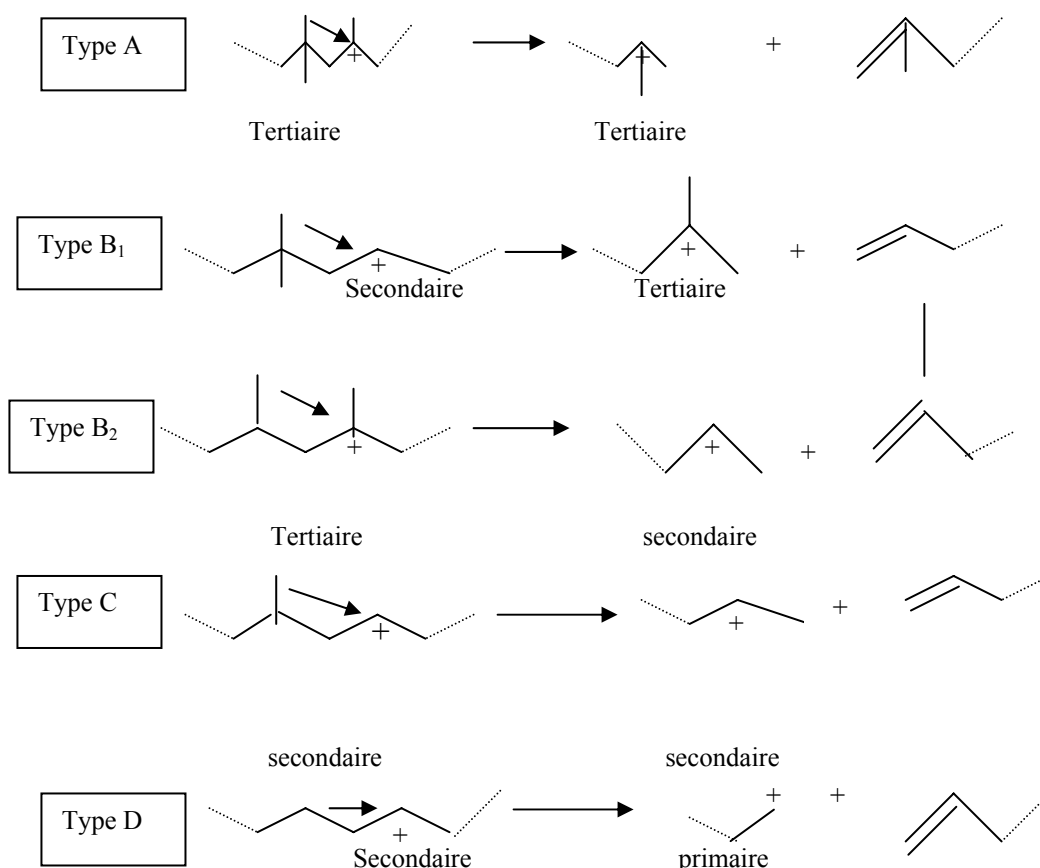 Type A
+
+
+
Tertiaire
Tertiaire
Type B₁
+
+
+
Secondaire
Tertiaire
Type B₂
+
+
+
Tertiaire
secondaire
Type C
+
+
+
secondaire
secondaire
Type D
+
+
+
Secondaire
primaire